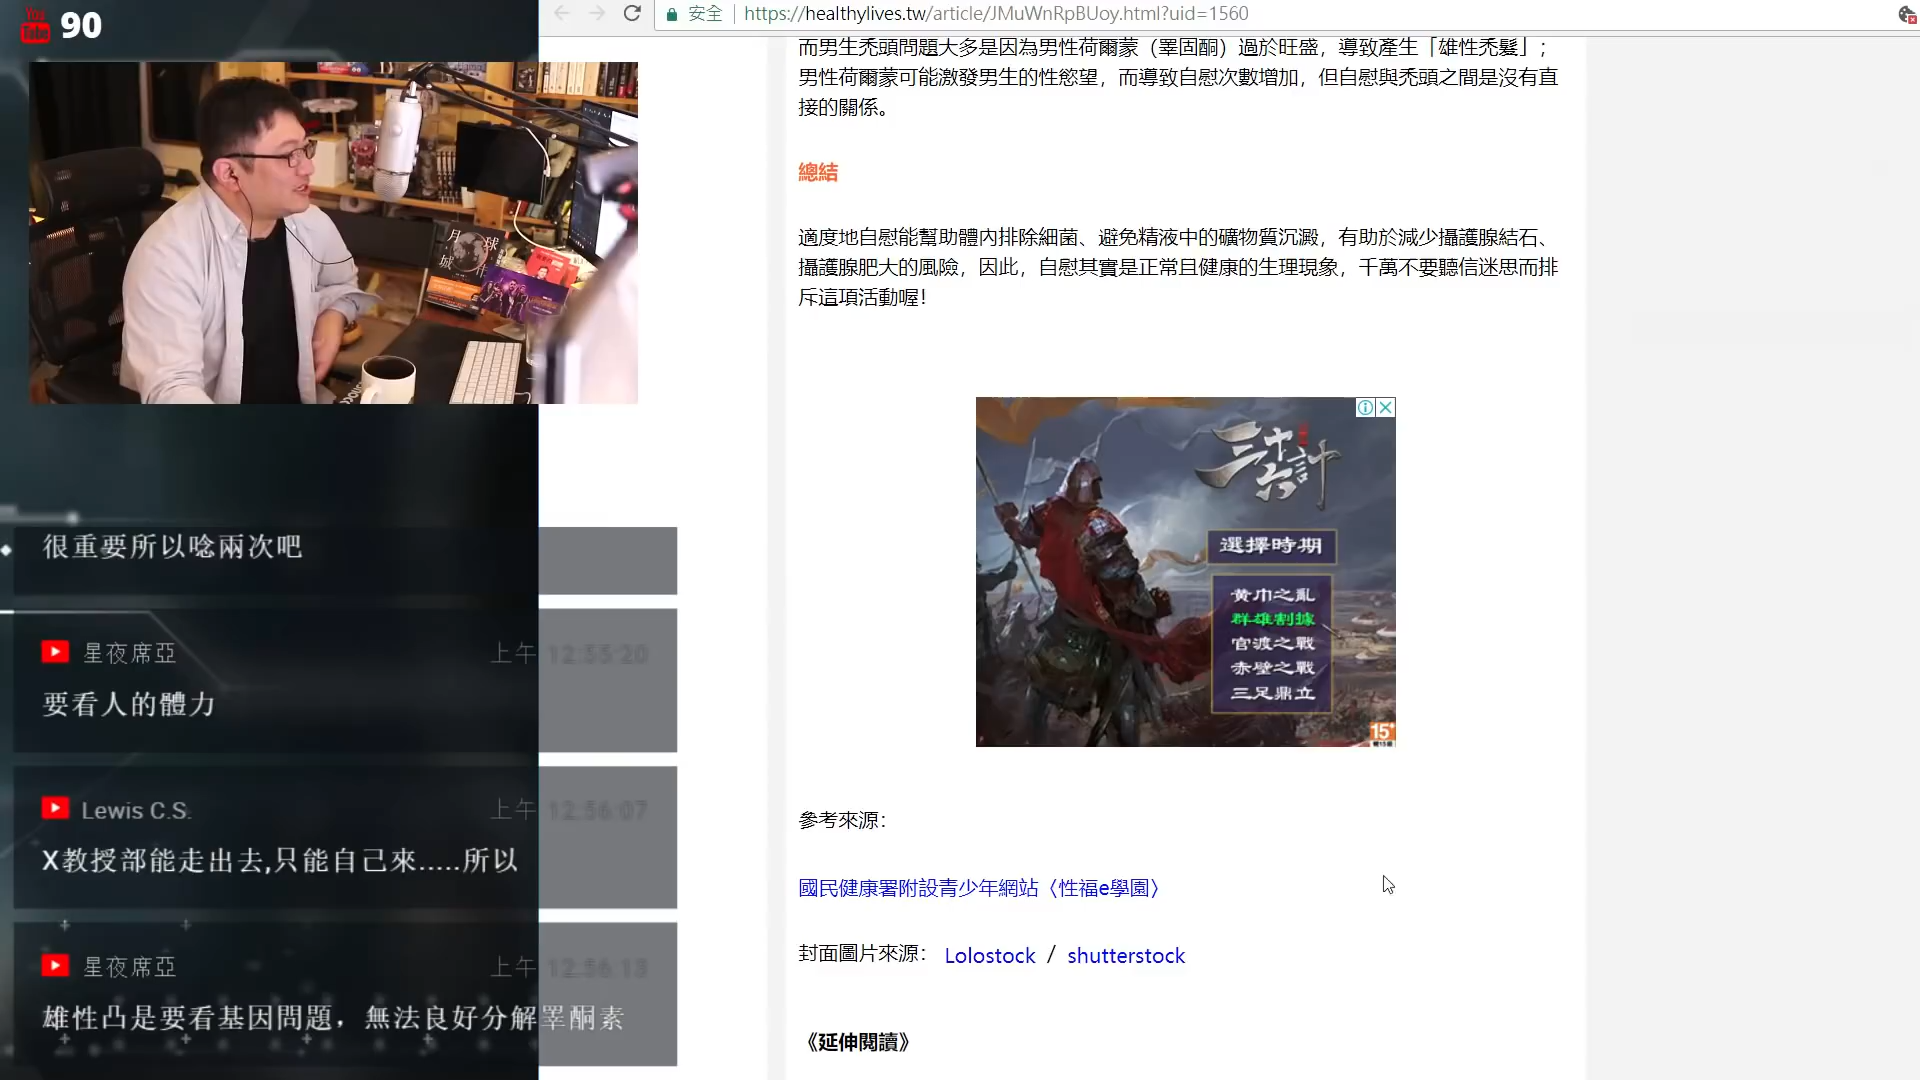 You
Tube
90
安全
https://healthylives.tw/article/JMuWnRpBUoy.html?uid=1560
而男生禿頭問題大多是因為男性荷爾蒙（睪固酮）過於旺盛，導致產生「雄性禿髮」；
男性荷爾蒙可能激發男生的性慾望，而導致自慰次數增加，但自慰與禿頭之間是沒有直
接的關係。
總結
適度地自慰能幫助體內排除細菌、避免精液中的礦物質沉澱，有助於減少攝護腺結石、
攝護腺肥大的風險，因此，自慰其實是正常且健康的生理現象，千萬不要聽信迷思而排
斥這項活動喔！
三十六計
選擇時期
黃巾之亂
群雄割據
官渡之戰
赤壁之戰
三足鼎立
15+
參考來源：
國民健康署附設青少年網站〈性福e學園〉
封面圖片來源： Lolostock / shutterstock
《延伸閱讀》
月球
城市
很重要所以唸兩次吧
星夜席亞 上午 12:55:20
要看人的體力
Lewis C.S. 上午 12:56:07
X教授部能走出去,只能自己來.....所以
星夜席亞 上午 12:56:13
雄性凸是要看基因問題，無法良好分解睪酮素